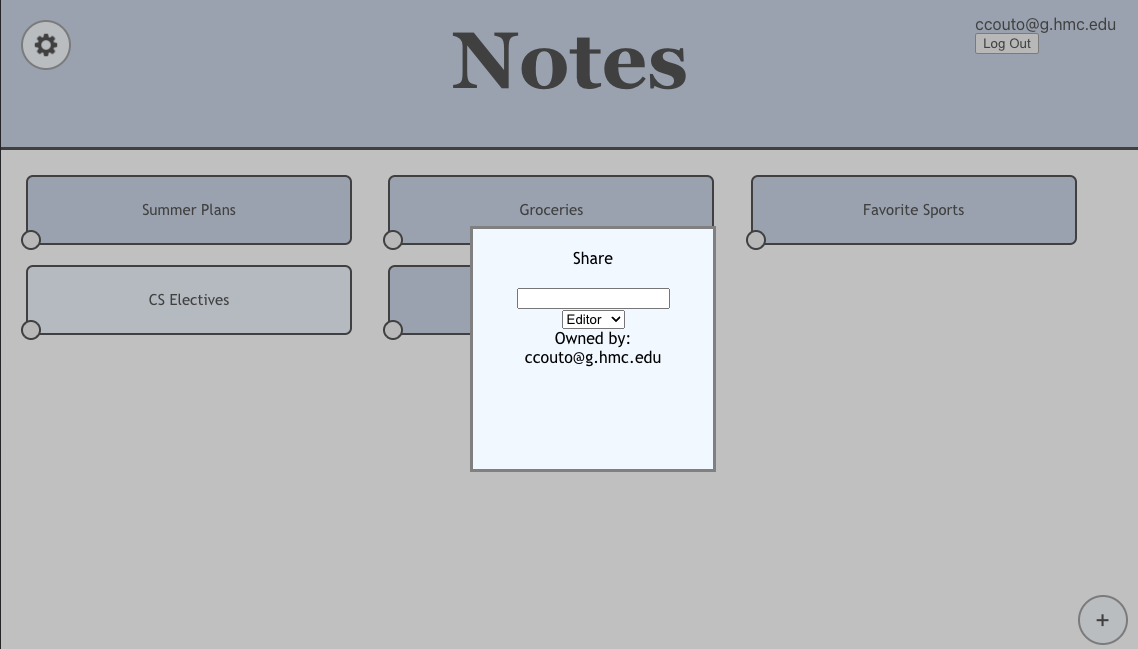 Notes
ccouto@g.hmc.edu
Log Out
Summer Plans
Groceries
Favorite Sports
CS Electives
Share
Editor
Owned by:
ccouto@g.hmc.edu
+